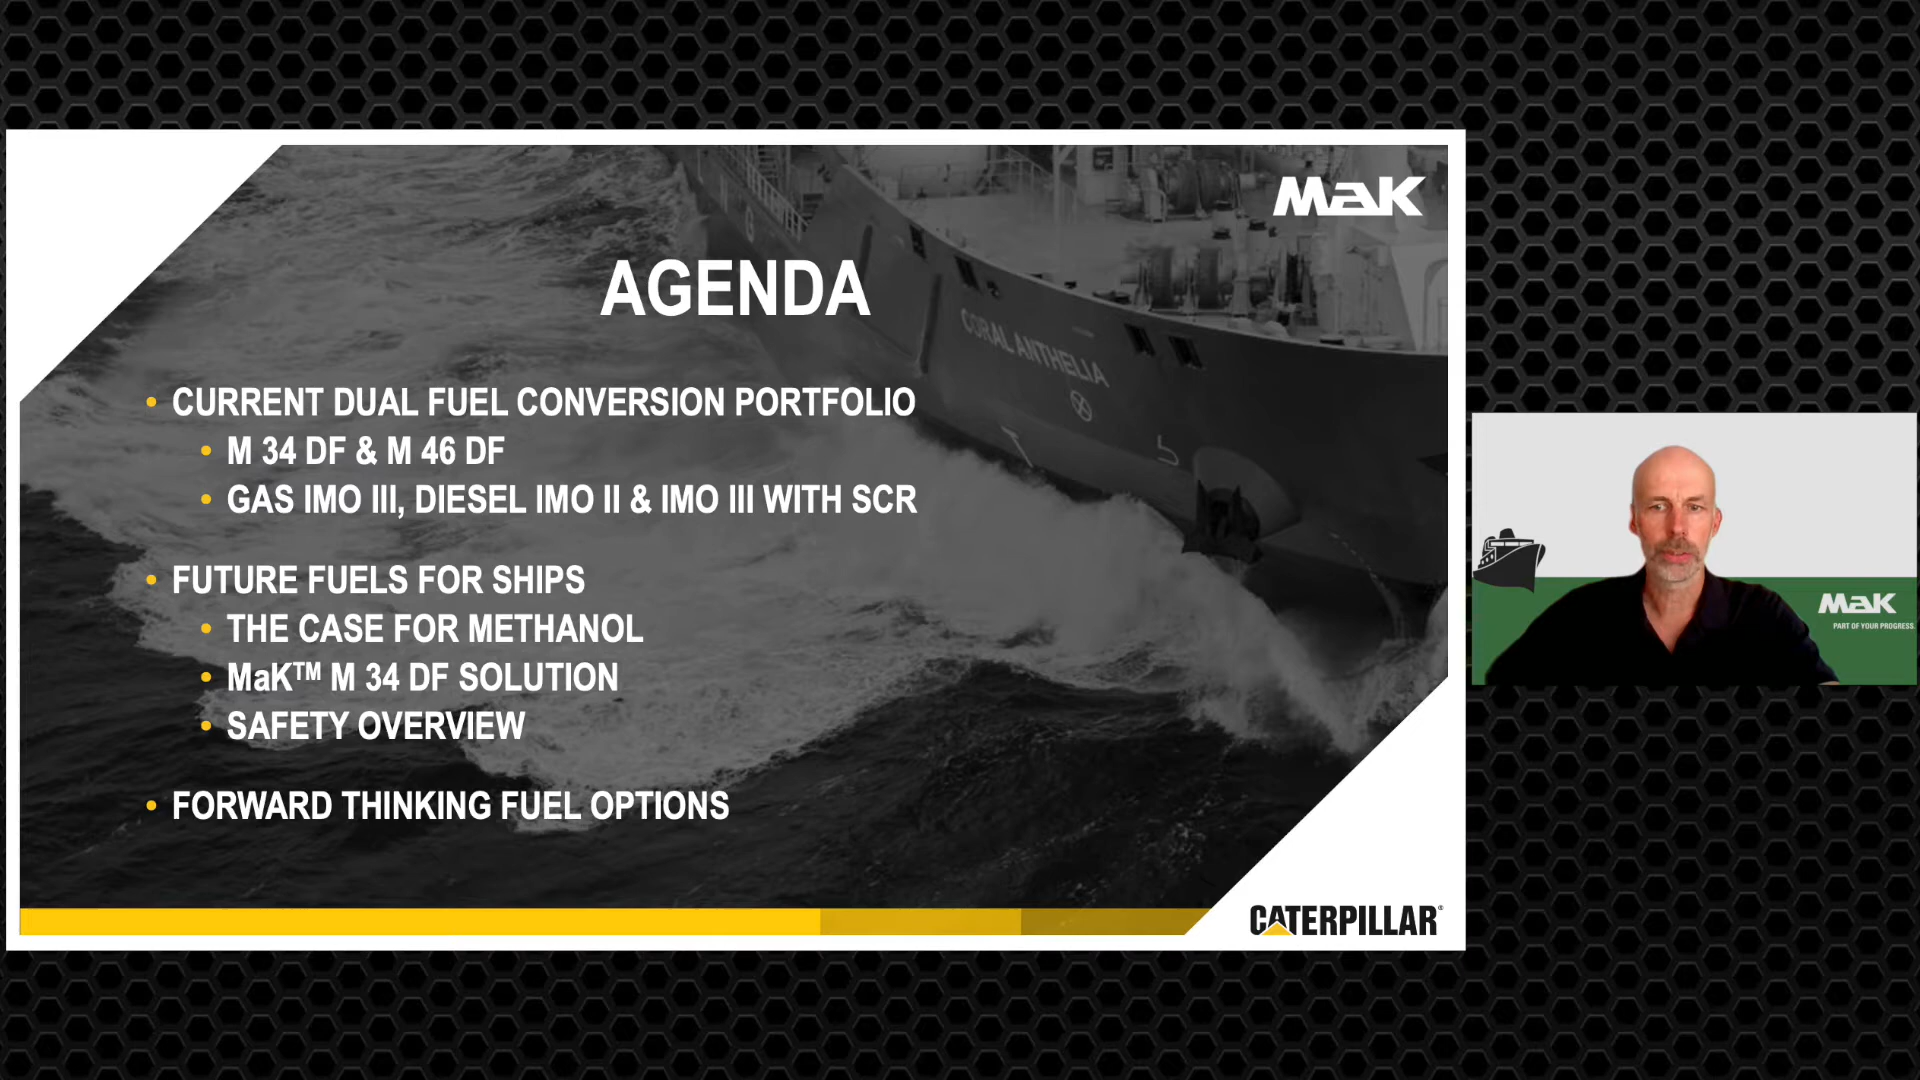 MaK
AGENDA
CORAL ANTHELIA
• CURRENT DUAL FUEL CONVERSION PORTFOLIO
• M 34 DF & M 46 DF
• GAS IMO III, DIESEL IMO II & IMO III WITH SCR
• FUTURE FUELS FOR SHIPS
• THE CASE FOR METHANOL
• MaK™ M 34 DF SOLUTION
• SAFETY OVERVIEW
• FORWARD THINKING FUEL OPTIONS
CATERPILLAR®
MaK
PART OF YOUR PROGRESS